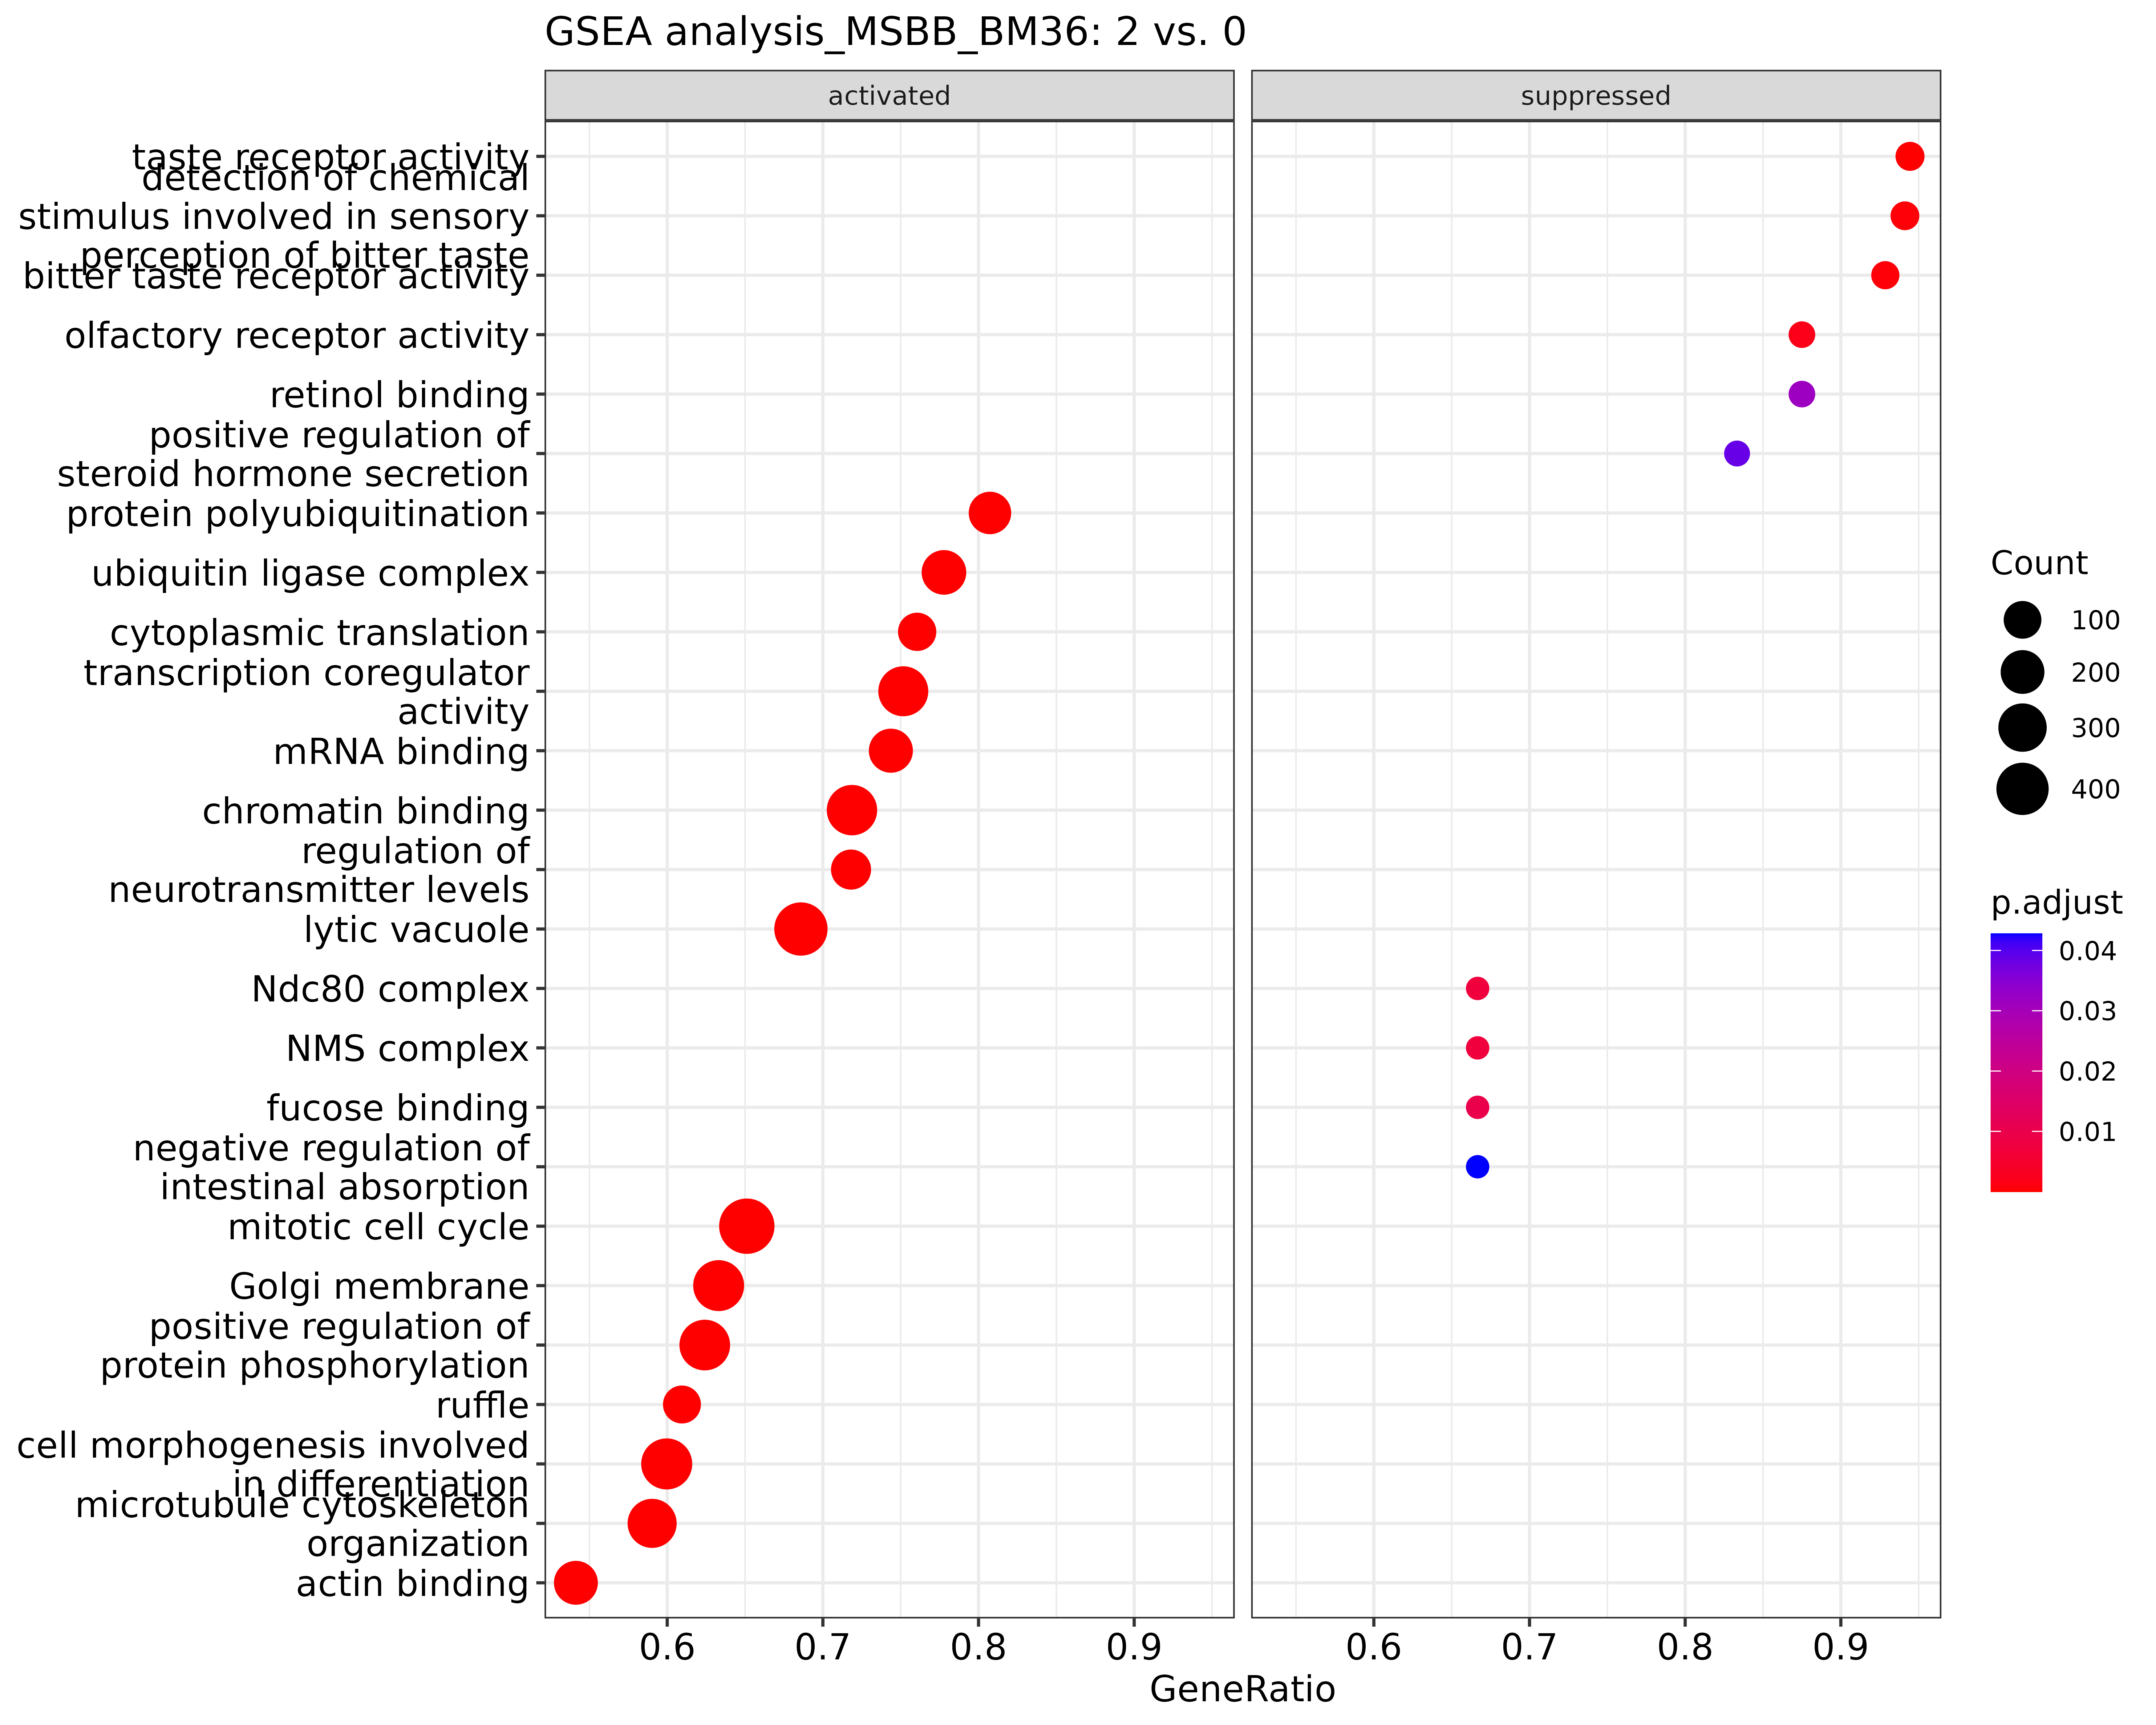 GSEA analysis_MSBB_BM36: 2 vs. 0
activated
suppressed
taste receptor activity
detection of chemical
stimulus involved in sensory
perception of bitter taste
bitter taste receptor activity
olfactory receptor activity
retinol binding
positive regulation of
steroid hormone secretion
protein polyubiquitination
ubiquitin ligase complex
cytoplasmic translation
transcription coregulator
activity
mRNA binding
chromatin binding
regulation of
neurotransmitter levels
lytic vacuole
Ndc80 complex
NMS complex
fucose binding
negative regulation of
intestinal absorption
mitotic cell cycle
Golgi membrane
positive regulation of
protein phosphorylation
ruffle
cell morphogenesis involved
in differentiation
microtubule cytoskeleton
organization
actin binding
0.6 0.7 0.8 0.9
0.6 0.7 0.8 0.9
GeneRatio
Count
100
200
300
400
p.adjust
0.04
0.03
0.02
0.01